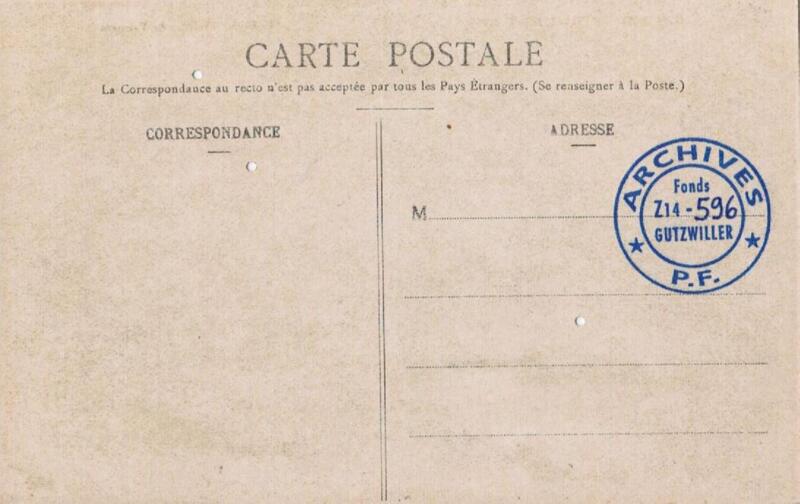 CARTE POSTALE
La Correspondance au recto n'est pas acceptée par tous les Pays Étrangers. (Se renseigner à la Poste.)
CORRESPONDANCE
ADRESSE
M
ARCHIVES
Fonds
Z14-596
GUTZWILLER
P.F.